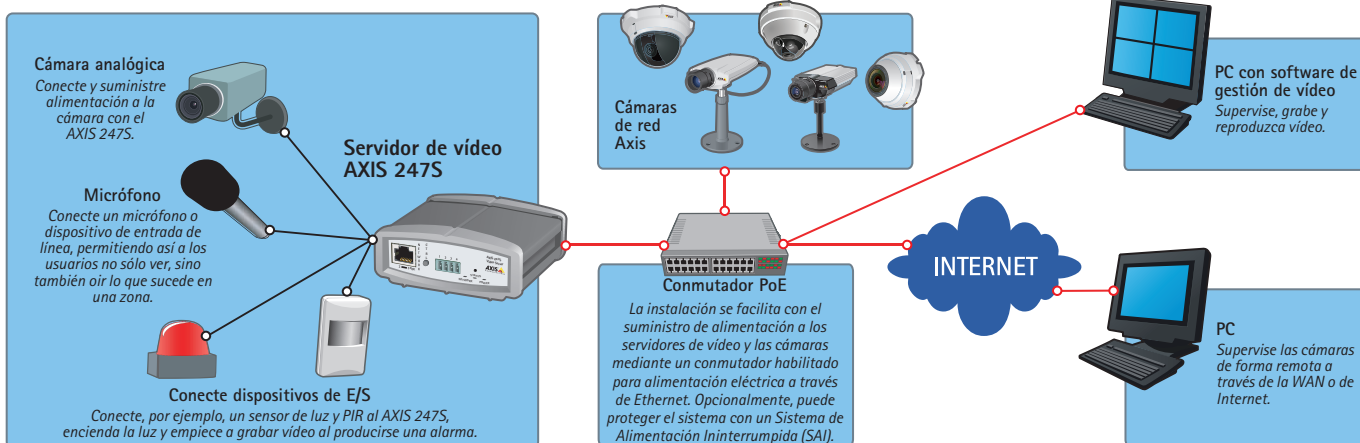 Cámara analógica
Conecte y suministre
alimentación a la
cámara con el
AXIS 247S.
Servidor de vídeo
AXIS 247S
Micrófono
Conecte un micrófono o
dispositivo de entrada de
línea, permitiendo así a los
usuarios no sólo ver, sino
también oir lo que sucede en
una zona.
Conecte dispositivos de E/S
Conecte, por ejemplo, un sensor de luz y PIR al AXIS 247S,
encienda la luz y empiece a grabar vídeo al producirse una alarma.
AXIS
Cámaras
de red
Axis
Conmutador PoE
La instalación se facilita con el
suministro de alimentación a los
servidores de vídeo y las cámaras
mediante un conmutador habilitado
para alimentación eléctrica a través
de Ethernet. Opcionalmente, puede
proteger el sistema con un Sistema de
Alimentación Ininterrumpida (SAI).
INTERNET
PC con software de
gestión de vídeo
Supervise, grabe y
reproduzca vídeo.
PC
Supervise las cámaras
de forma remota a
través de la WAN o de
Internet.